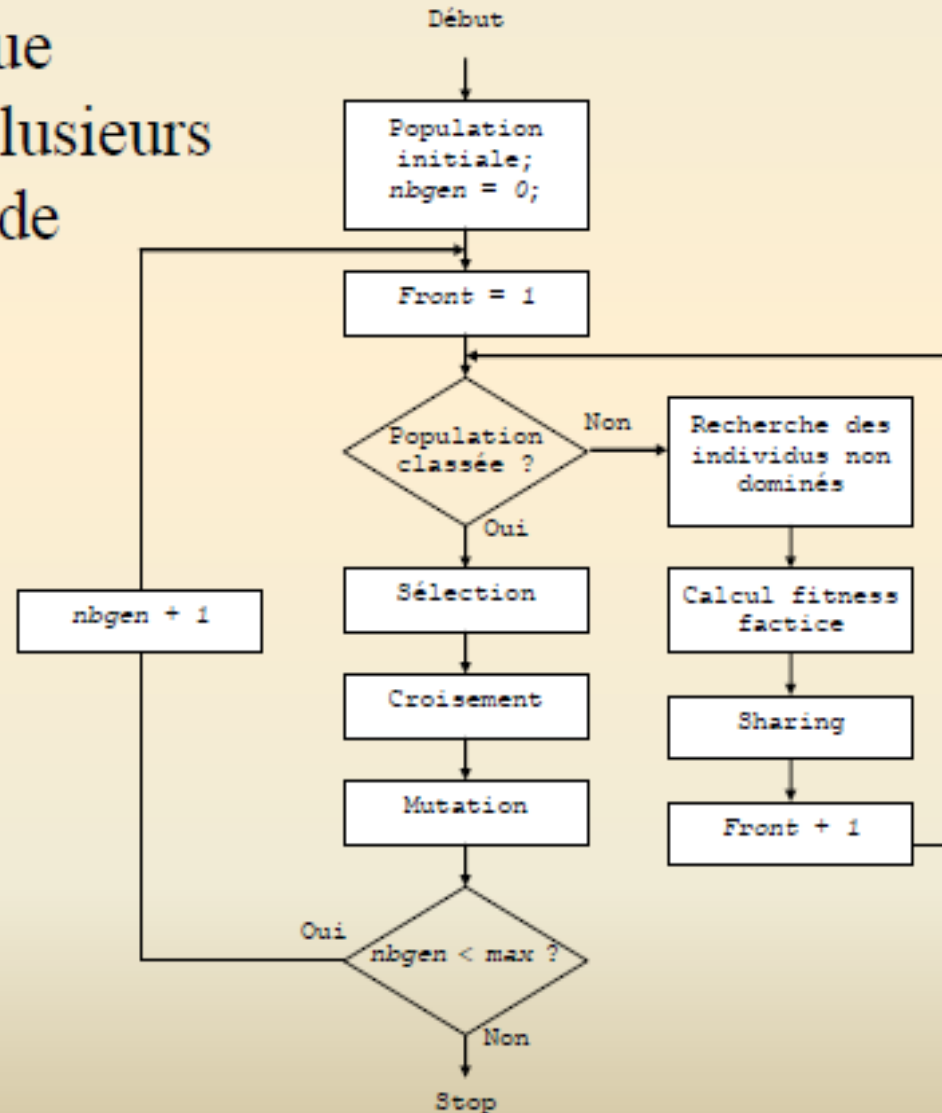 Début
ue
lusieurs
de
Population
initiale;
nbgen = 0;
Front = 1
Population
classée ?
Non
Oui
Recherche des
individus non
dominés
Calcul fitness
factice
Sharing
Front + 1
Sélection
Croisement
Mutation
nbgen + 1
Oui
nbgen < max ?
Non
Stop